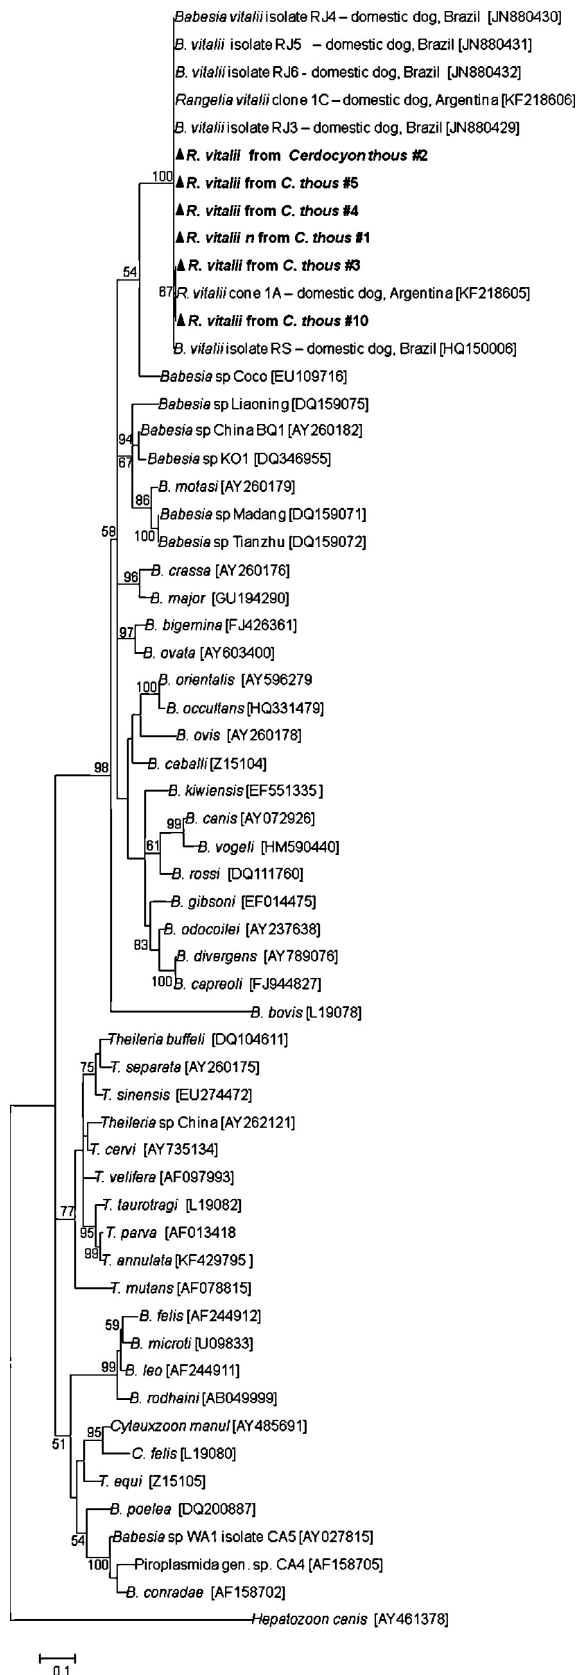 Babesia vitalii isolate RJ4 – domestic dog, Brazil [JN880430]
B. vitalii isolate RJ5 – domestic dog, Brazil [JN880431]
B. vitalii isolate RJ6 - domestic dog, Brazil [JN880432]
Rangelia vitalii clone 1C – domestic dog, Argentina [KF218606]
B. vitalii isolate RJ3 – domestic dog, Brazil [JN880429]
▲ R. vitalii from Cerdocyon thous #2
100 ▲ R. vitalii from C. thous #5
▲ R. vitalii from C. thous #4
▲ R. vitalii n from C. thous #1
54 ▲ R. vitalii from C. thous #3
67 R. vitalii cone 1A – domestic dog, Argentina [KF218605]
▲ R. vitalii from C. thous #10
B. vitalii isolate RS – domestic dog, Brazil [HQ150006]
Babesia sp Coco [EU109716]
Babesia sp Liaoning [DQ159075]
94 Babesia sp China BQ1 [AY260182]
67 Babesia sp KO1 [DQ346955]
86 B. motasi [AY260179]
Babesia sp Madang [DQ159071]
58 100 Babesia sp Tianzhu [DQ159072]
96 B. crassa [AY260176]
B. major [GU194290]
97 B. bigemina [FJ426361]
B. ovata [AY603400]
100 B. orientalis [AY596279
B. occultans [HQ331479]
B. ovis [AY260178]
98 B. caballi [Z15104]
B. kiwiensis [EF551335]
99 B. canis [AY072926]
61 B. vogeli [HM590440]
B. rossi [DQ111760]
B. gibsoni [EF014475]
83 B. odocoilei [AY237638]
B. divergens [AY789076]
100 B. capreoli [FJ944827]
B. bovis [L19078]
Theileria buffeli [DQ104611]
75 T. separata [AY260175]
T. sinensis [EU274472]
Theileria sp China [AY262121]
T. cervi [AY735134]
T. velifera [AF097993]
77 T. taurotragi [L19082]
95 T. parva [AF013418
99 T. annulata [KF429795]
T. mutans [AF078815]
59 B. felis [AF244912]
B. microti [U09833]
99 B. leo [AF244911]
B. rodhaini [AB049999]
95 Cytauxzoon manul [AY485691]
51 C. felis [L19080]
T. equi [Z15105]
B. poelea [DQ200887]
54 Babesia sp WA1 isolate CA5 [AY027815]
100 Piroplasmida gen. sp. CA4 [AF158705]
B. conradae [AF158702]
Hepatozoon canis [AY461378]
0.1